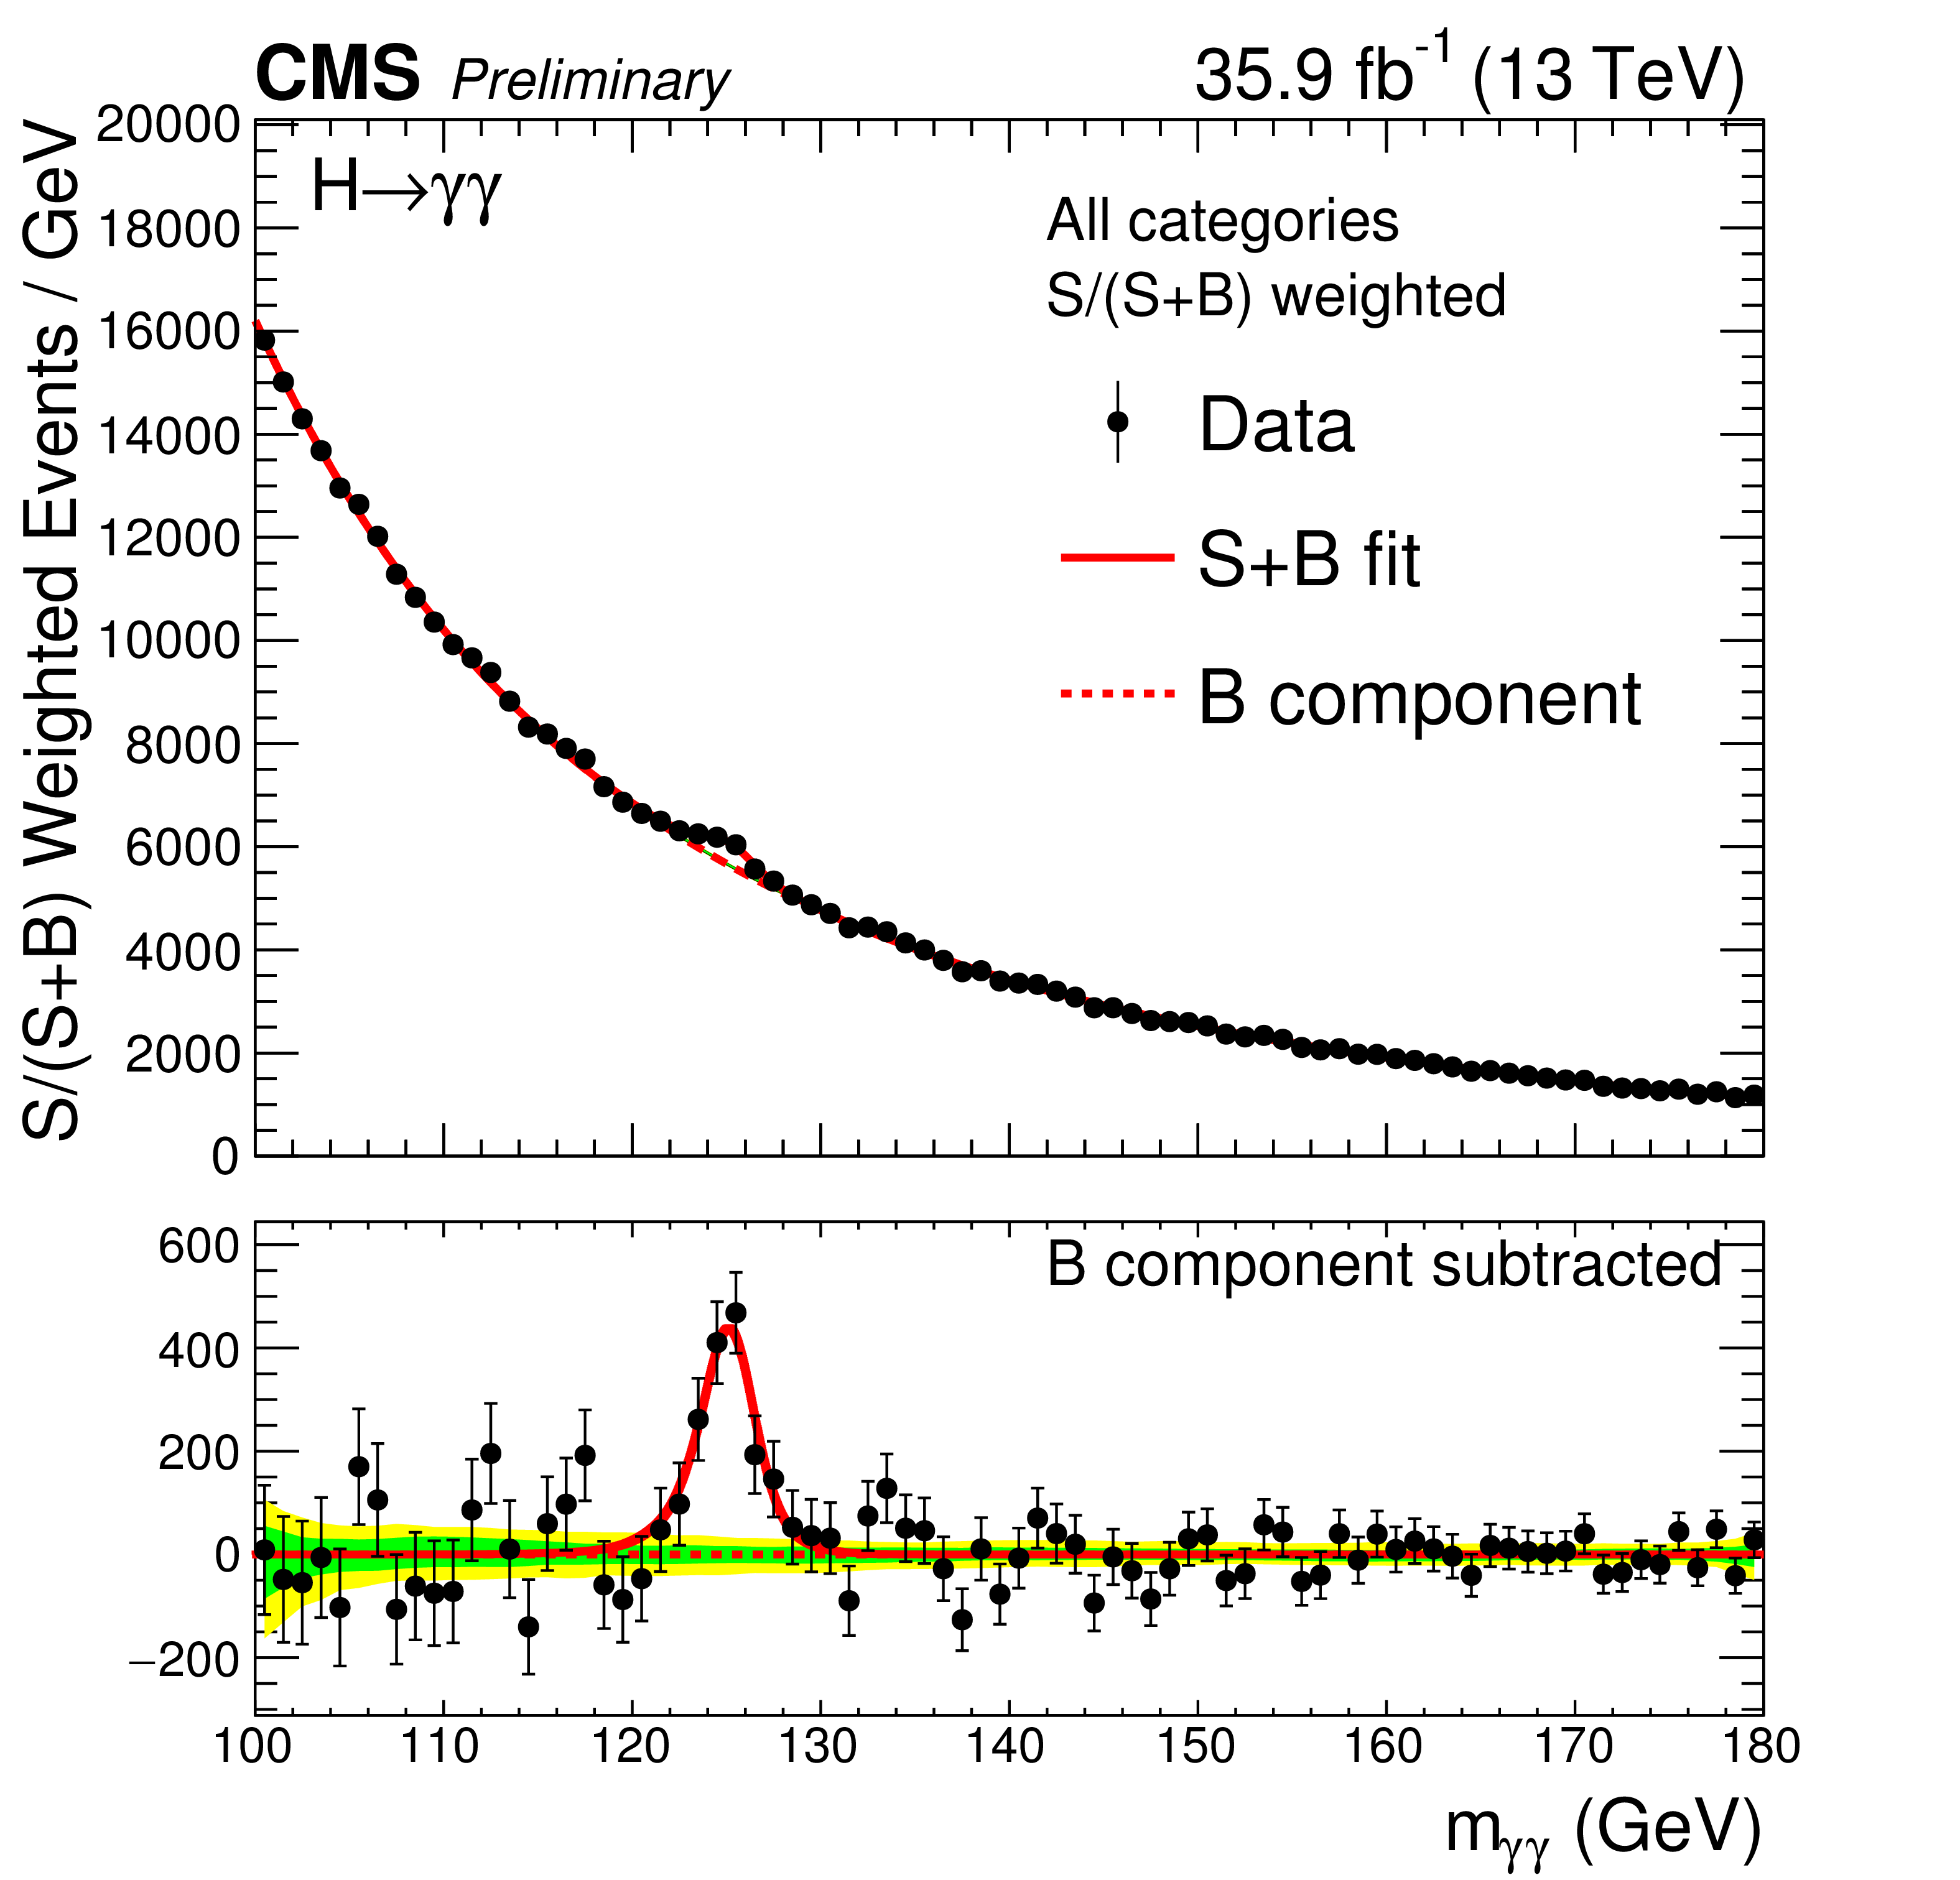 CMS Preliminary 35.9 fb-1 (13 TeV)
S/(S+B) Weighted Events / GeV
20000
18000
16000
14000
12000
10000
8000
6000
4000
2000
0
H→γγ
All categories
S/(S+B) weighted
Data
S+B fit
B component
600
400
200
0
−200
B component subtracted
100 110 120 130 140 150 160 170 180
mγγ (GeV)